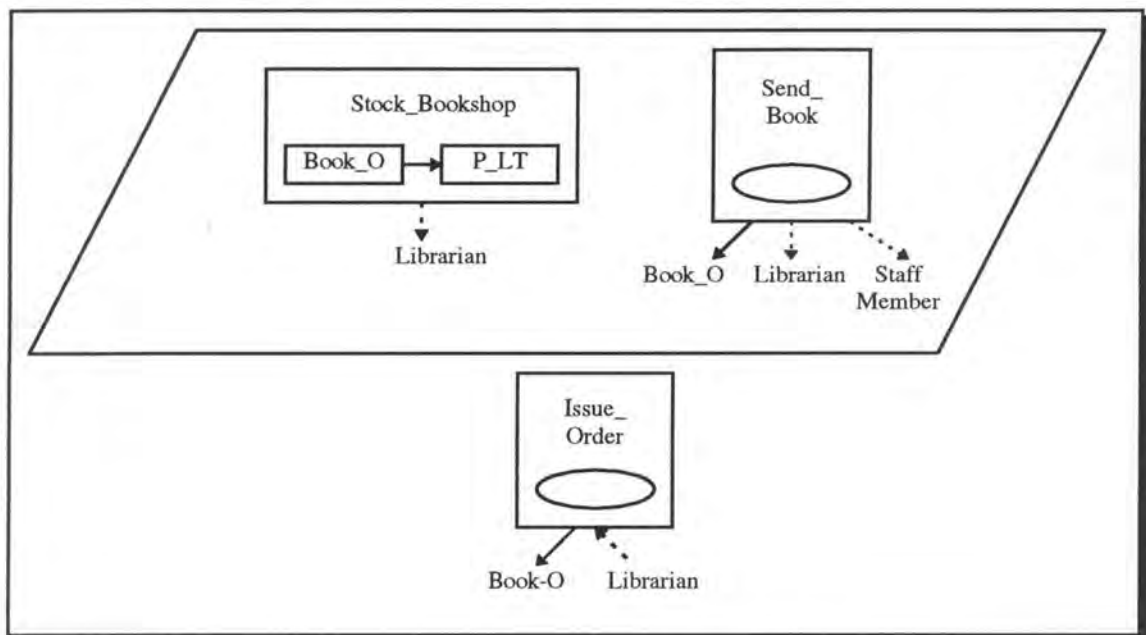 Stock_Bookshop
Book_O
P_LT
Librarian
Send_
Book
Book_O
Librarian
Staff
Member
Issue_
Order
Book-O
Librarian